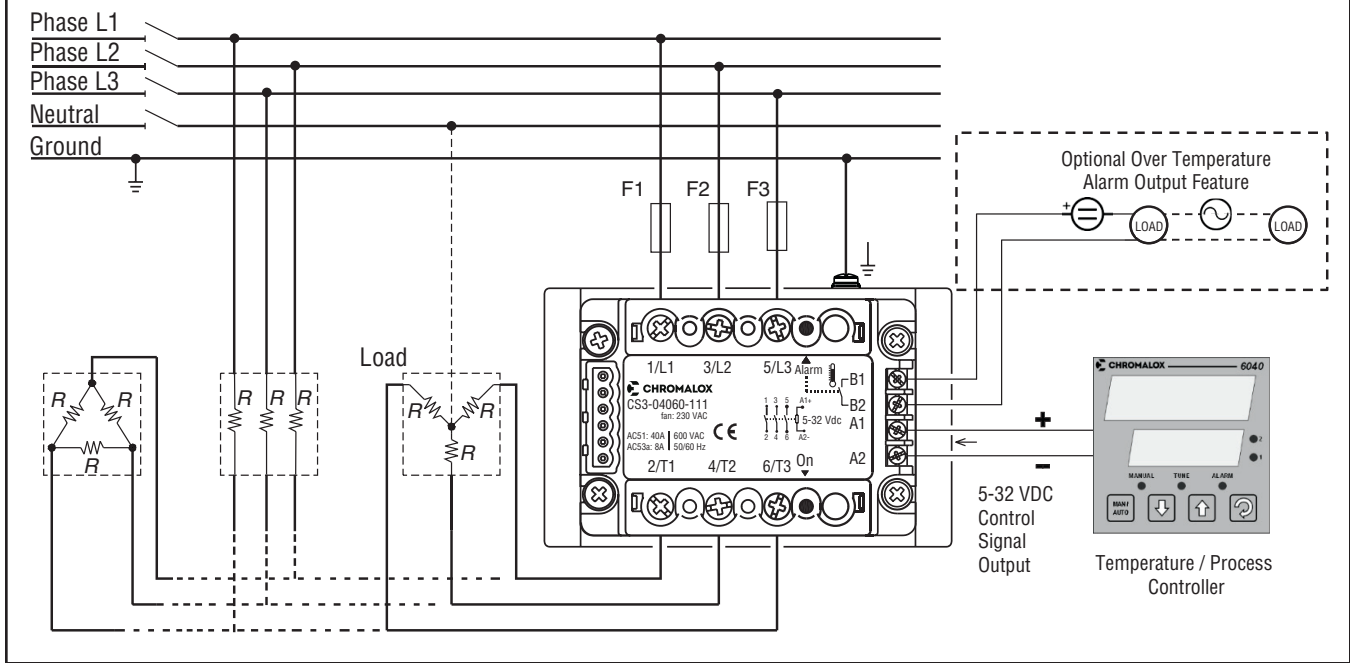 Phase L1
Phase L2
Phase L3
Neutral
Ground
Optional Over Temperature
Alarm Output Feature
+
LOAD
LOAD
F1
F2
F3
Load
R
R
R
R
R
R
R
R
R
1/L1
3/L2
5/L3
Alarm
CHROMALOX
CS3-04060-111
fan: 230 VAC
AC51: 40A
600 VAC
AC53a: 8A
50/60 Hz
CE
1 3 5
A1+
5-32 Vdc
2 4 6
A2-
B1
B2
A1
A2
2/T1
4/T2
6/T3
On
+
–
5-32 VDC
Control
Signal
Output
CHROMALOX
6040
2
1
MANUAL
TUNE
ALARM
MAN/
AUTO
Temperature / Process
Controller